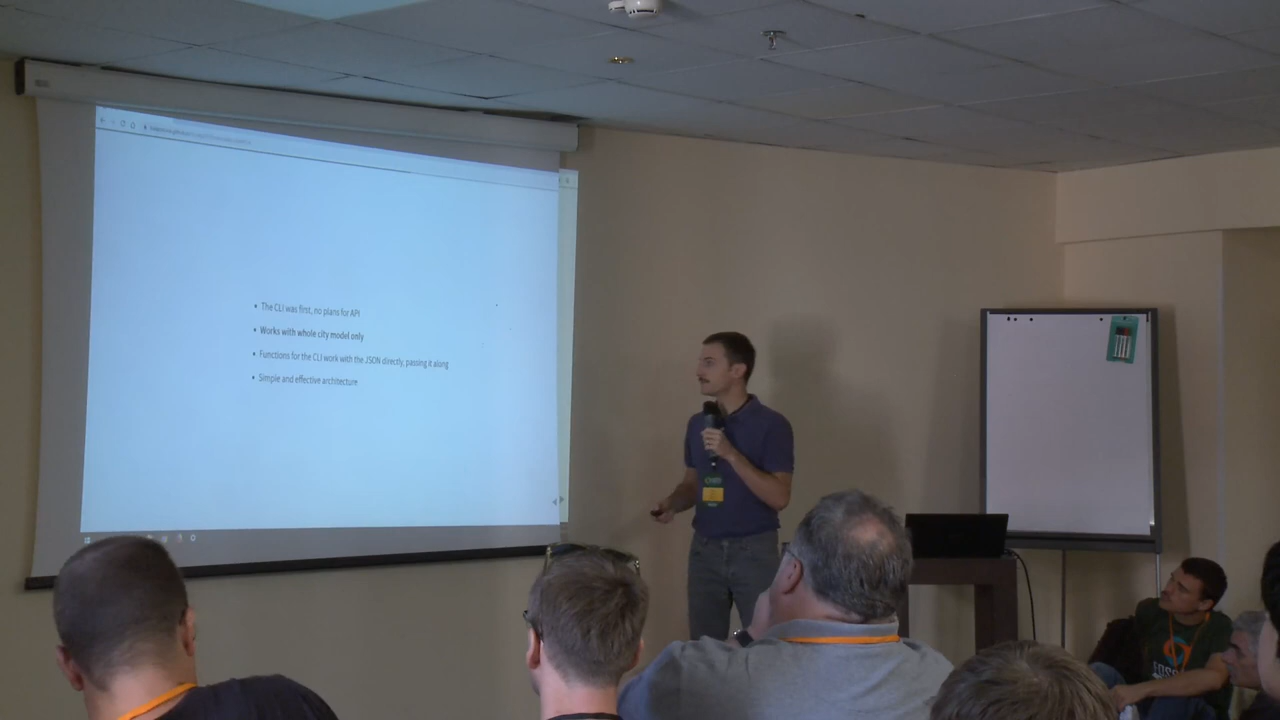 The CLI was first, no plans for API
Works with whole city model only
Functions for the CLI work with the JSON directly, passing it along
Simple and effective architecture